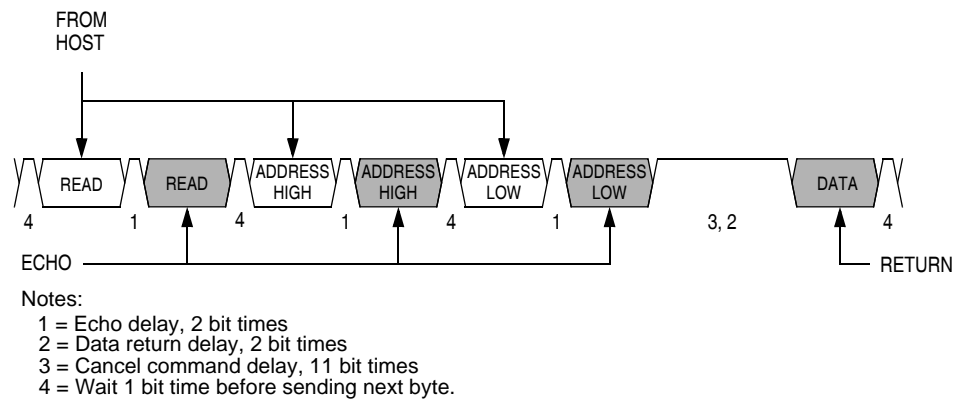 FROM
HOST
READ
READ
ADDRESS
HIGH
ADDRESS
HIGH
ADDRESS
LOW
ADDRESS
LOW
DATA
4
1
4
1
4
1
3, 2
4
ECHO
RETURN
Notes:
1 = Echo delay, 2 bit times
2 = Data return delay, 2 bit times
3 = Cancel command delay, 11 bit times
4 = Wait 1 bit time before sending next byte.